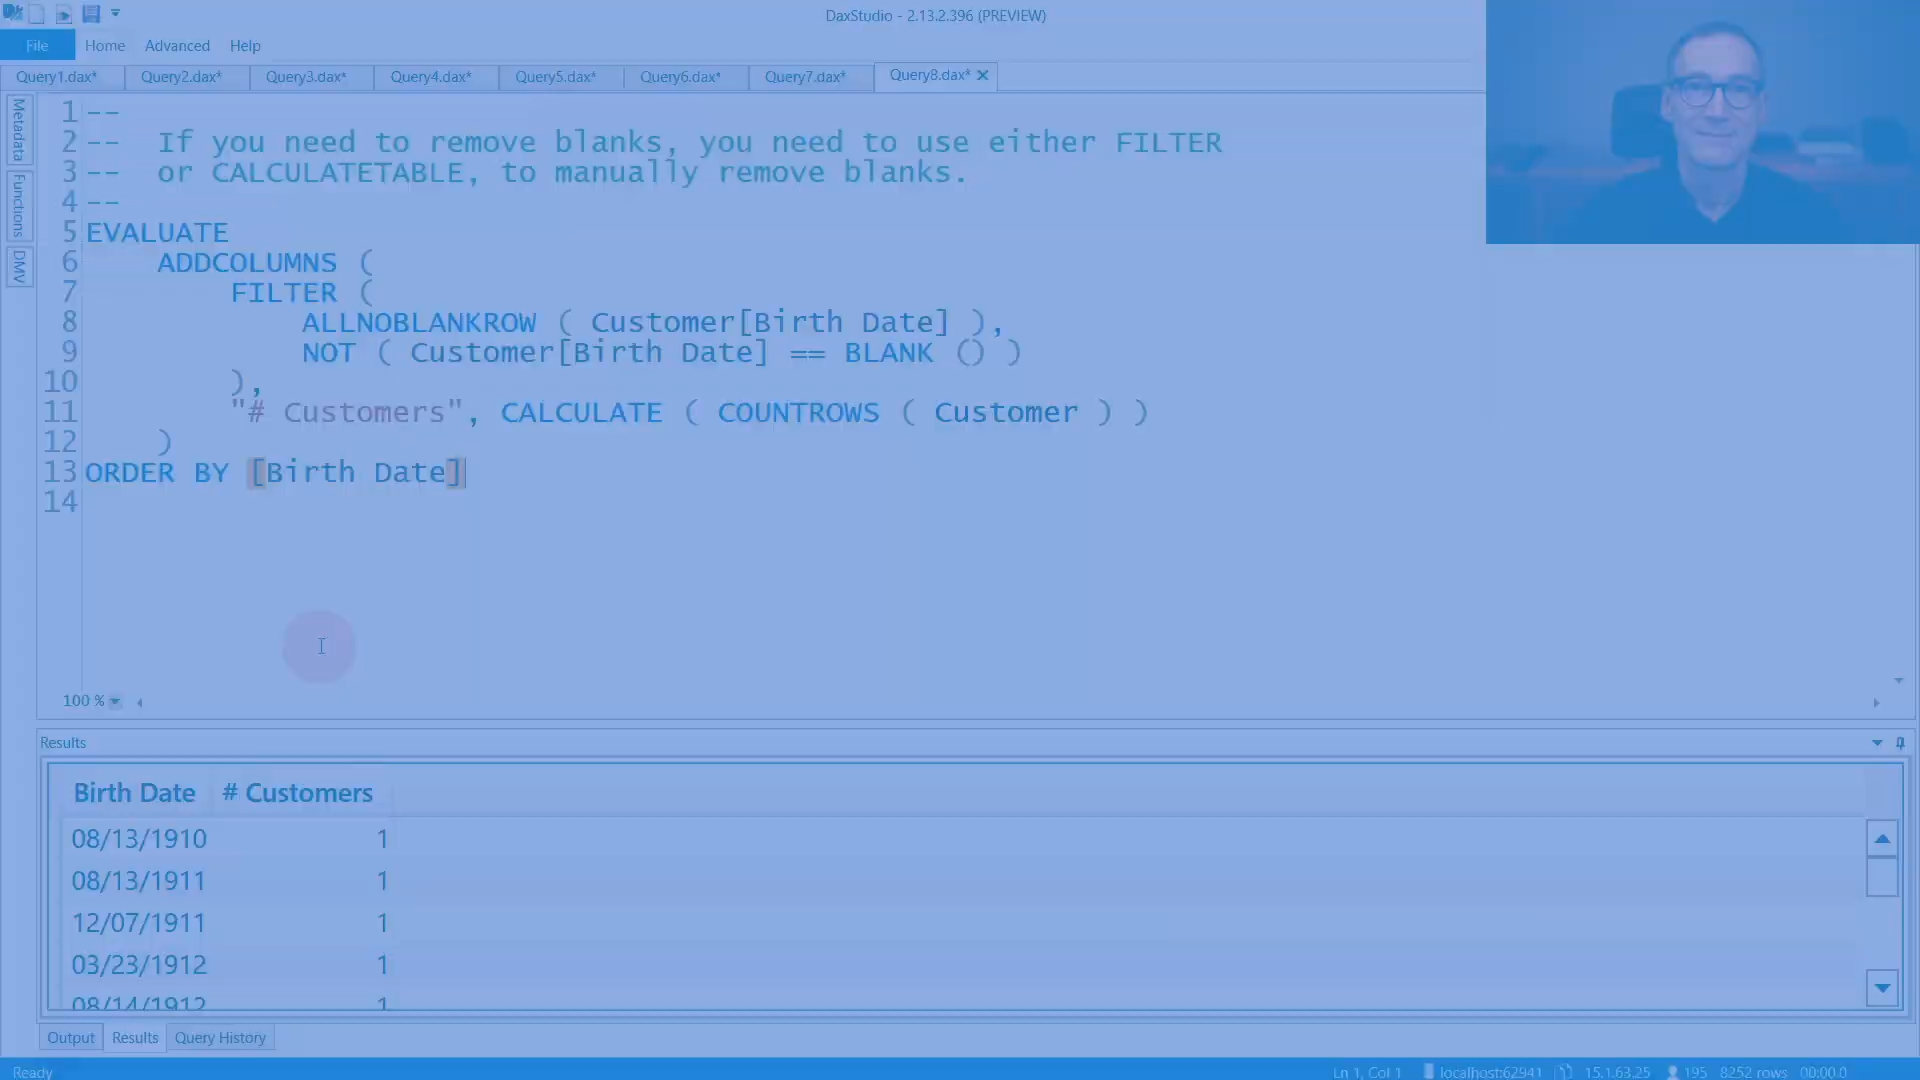 DaxStudio - 2.13.2.396 (PREVIEW)
File Home Advanced Help
Query1.dax* Query2.dax* Query3.dax* Query4.dax* Query5.dax* Query6.dax* Query7.dax* Query8.dax*
Metadata
Functions
DMV
1 --
2 -- If you need to remove blanks, you need to use either FILTER
3 -- or CALCULATETABLE, to manually remove blanks.
4 --
5 EVALUATE
6 ADDCOLUMNS (
7 FILTER (
8 ALLNOBLANKROW ( Customer[Birth Date] ),
9 NOT ( Customer[Birth Date] == BLANK () )
10 ),
11 "# Customers", CALCULATE ( COUNTROWS ( Customer ) )
12 )
13 ORDER BY [Birth Date]
14
100 %
Results
Birth Date # Customers
08/13/1910 1
08/13/1911 1
12/07/1911 1
03/23/1912 1
08/14/1912 1
Output Results Query History
Ready Ln 1, Col 1 localhost:62941 15.1.63.25 195 8252 rows 00:00.0